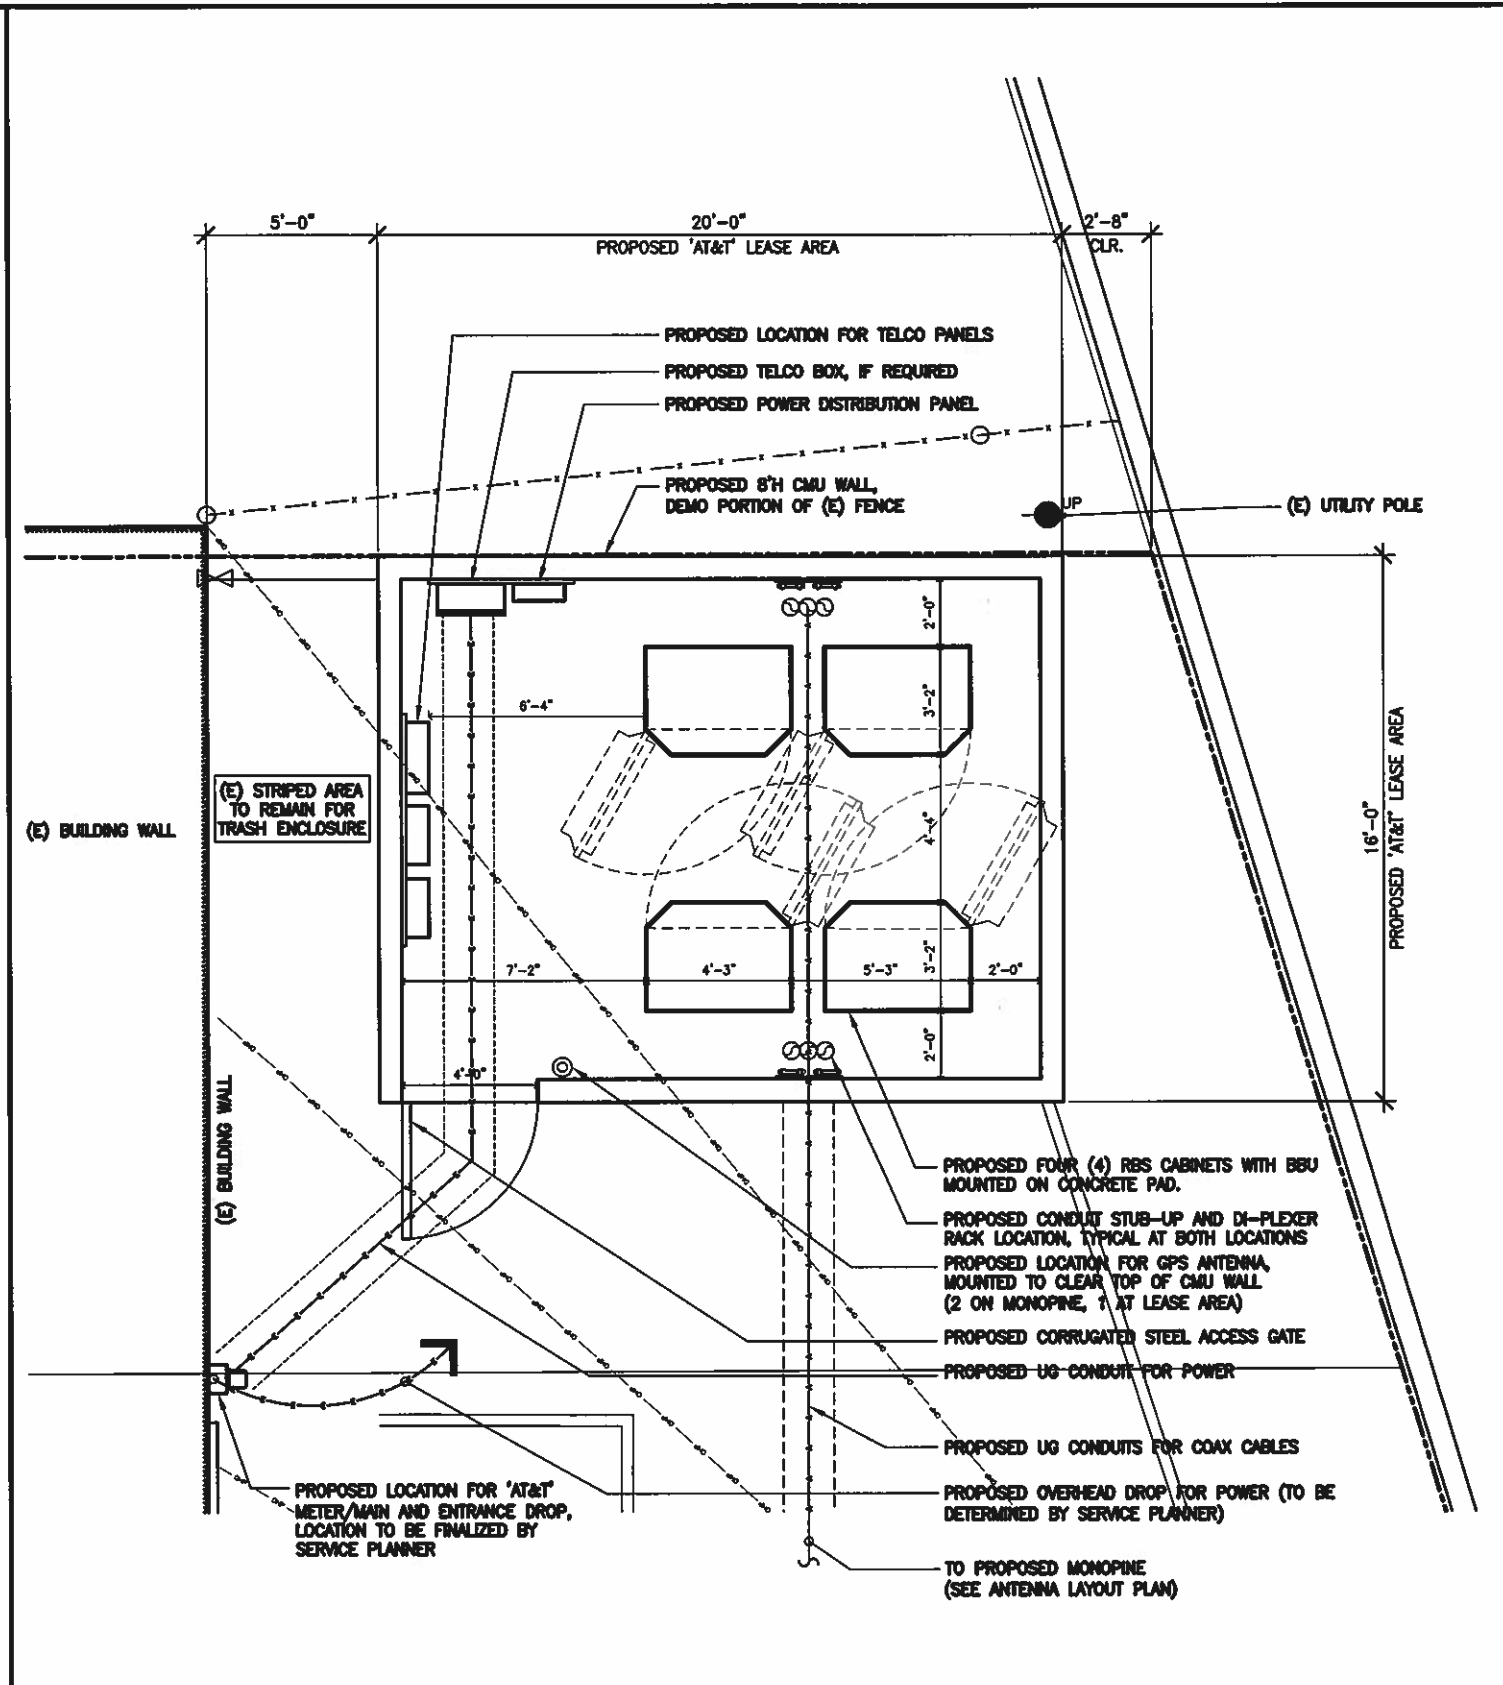 5'-0"
20'-0"
PROPOSED 'AT&T' LEASE AREA
2'-8"
CLR.
PROPOSED LOCATION FOR TELCO PANELS
PROPOSED TELCO BOX, IF REQUIRED
PROPOSED POWER DISTRIBUTION PANEL
PROPOSED 8'H CMU WALL,
DEMO PORTION OF (E) FENCE
UP
(E) UTILITY POLE
2'-0"
3'-2"
6'-4"
4'-4"
(E) STRIPED AREA
TO REMAIN FOR
TRASH ENCLOSURE
(E) BUILDING WALL
16'-0"
PROPOSED 'AT&T' LEASE AREA
7'-2"
4'-3"
5'-3"
3'-2"
2'-0"
2'-0"
4'-0"
(E) BUILDING WALL
PROPOSED FOUR (4) RBS CABINETS WITH BBU
MOUNTED ON CONCRETE PAD.
PROPOSED CONDUIT STUB-UP AND DI-PLEXER
RACK LOCATION, TYPICAL AT BOTH LOCATIONS
PROPOSED LOCATION FOR GPS ANTENNA,
MOUNTED TO CLEAR TOP OF CMU WALL
(2 ON MONOPINE, 1 AT LEASE AREA)
PROPOSED CORRUGATED STEEL ACCESS GATE
PROPOSED UG CONDUIT FOR POWER
PROPOSED UG CONDUITS FOR COAX CABLES
PROPOSED OVERHEAD DROP FOR POWER (TO BE
DETERMINED BY SERVICE PLANNER)
PROPOSED LOCATION FOR 'AT&T'
METER/MAIN AND ENTRANCE DROP,
LOCATION TO BE FINALIZED BY
SERVICE PLANNER
TO PROPOSED MONOPINE
(SEE ANTENNA LAYOUT PLAN)